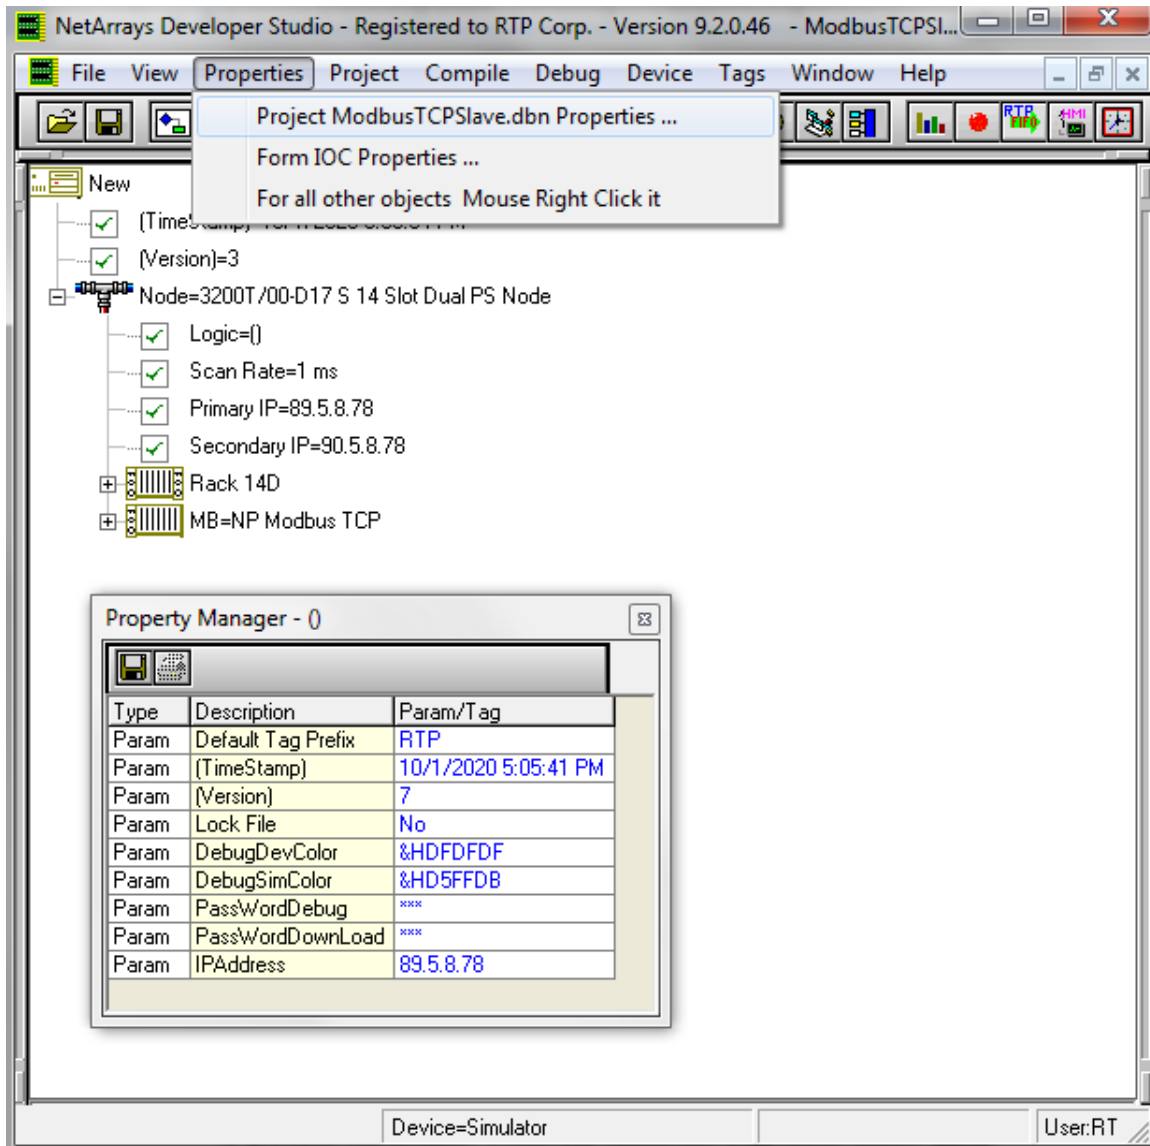 NetArrays Developer Studio - Registered to RTP Corp. - Version 9.2.0.46 - ModbusTCPSl...
File View Properties Project Compile Debug Device Tags Window Help
Project ModbusTCPSlave.dbn Properties ...
Form IOC Properties ...
For all other objects Mouse Right Click it
RTP FIFO
HMI
New
(Version)=3
Node=3200T/00-D17 S 14 Slot Dual PS Node
Logic=()
Scan Rate=1 ms
Primary IP=89.5.8.78
Secondary IP=90.5.8.78
Rack 14D
MB=NP Modbus TCP
Property Manager - ()
Type Description Param/Tag
Param Default Tag Prefix RTP
Param (TimeStamp) 10/1/2020 5:05:41 PM
Param (Version) 7
Param Lock File No
Param DebugDevColor &HDFDFDF
Param DebugSimColor &HD5FFDB
Param PassWordDebug ***
Param PassWordDownLoad ***
Param IPAddress 89.5.8.78
Device=Simulator
User:RT